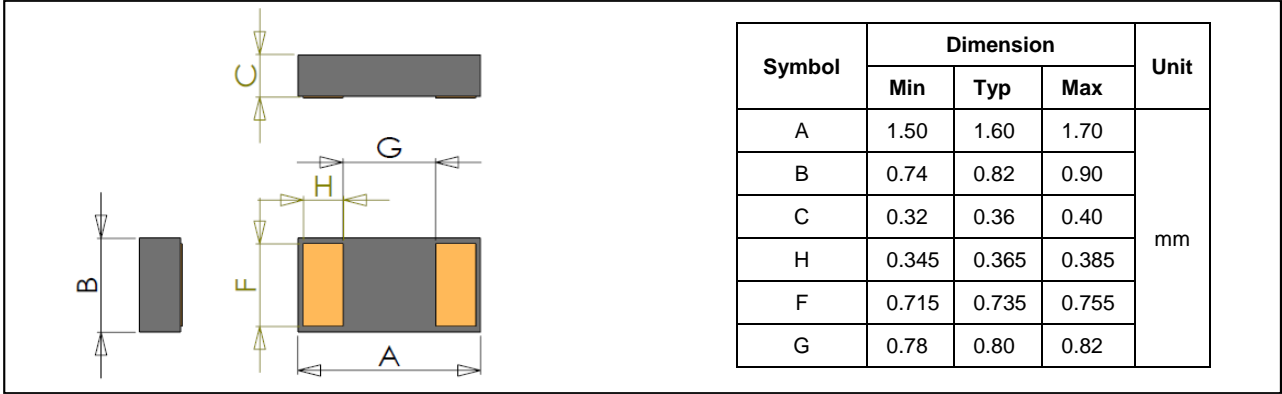 C
G
H
B
F
A
Dimension
Symbol Unit
Min Typ Max
A 1.50 1.60 1.70
B 0.74 0.82 0.90
C 0.32 0.36 0.40
H 0.345 0.365 0.385
mm
F 0.715 0.735 0.755
G 0.78 0.80 0.82